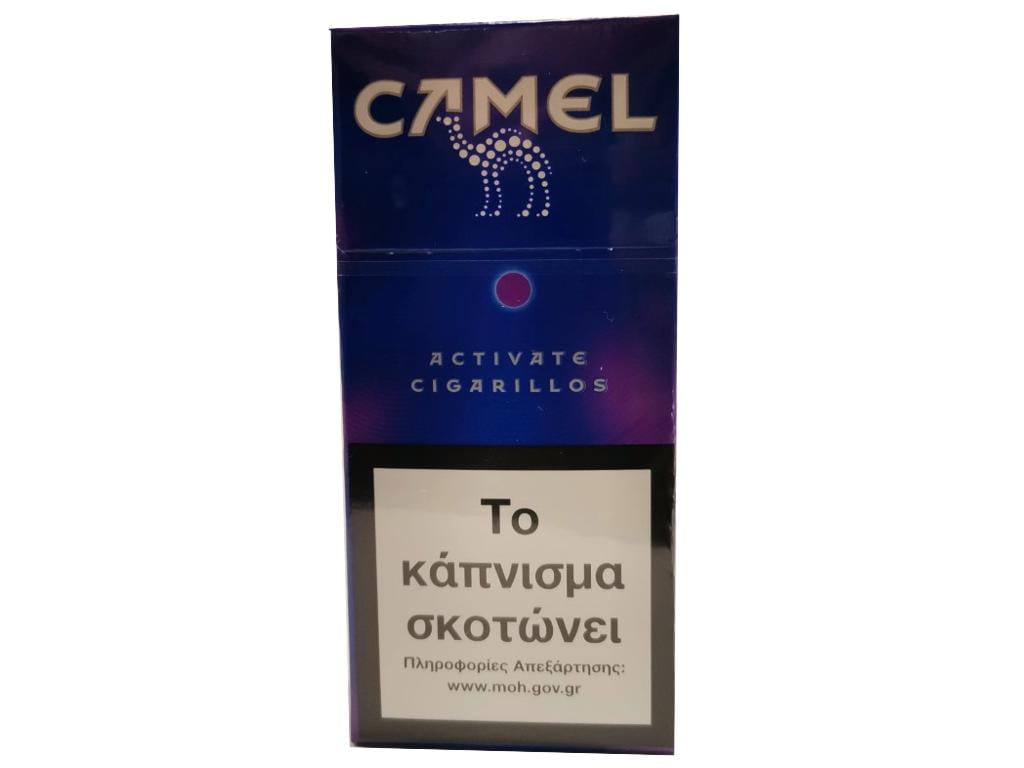 CAMEL
ACTIVATE
CIGARILLOS
Το
κάπνισμα
σκοτώνει
Πληροφορίες Απεξάρτησης:
www.moh.gov.gr